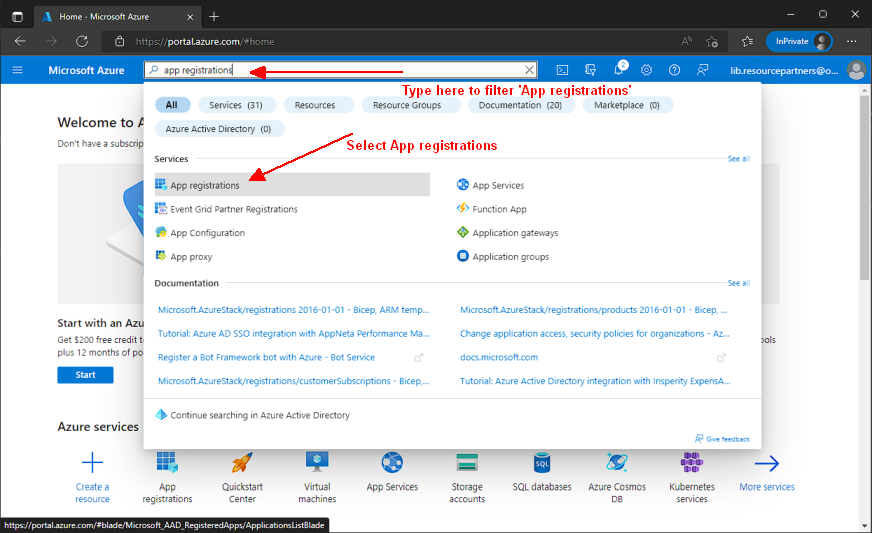 Home - Microsoft Azure
https://portal.azure.com/#home
InPrivate
Microsoft Azure
app registrations
2
lib.resourcepartners@o...
Type here to filter 'App registrations'
All
Services (31)
Resources
Resource Groups
Documentation (20)
Marketplace (0)
Azure Active Directory (0)
Welcome to A
Don't have a subscrip
Select App registrations
Services
See all
App registrations
App Services
Event Grid Partner Registrations
Function App
App Configuration
Application gateways
App proxy
Application groups
Documentation
See all
Microsoft.AzureStack/registrations 2016-01-01 - Bicep, ARM temp...
Microsoft.AzureStack/registrations/products 2016-01-01 - Bicep, ...
Tutorial: Azure AD SSO integration with AppNeta Performance Ma...
Change application access, security policies for organizations - Az...
Register a Bot Framework bot with Azure - Bot Service
docs.microsoft.com
Microsoft.AzureStack/registrations/customerSubscriptions - Bicep,...
Tutorial: Azure Active Directory integration with Insperity ExpensA...
Start with an Azu
Get $200 free credit t
plus 12 months of po
ools
Start
Continue searching in Azure Active Directory
Give feedback
Azure services
Create a
resource
App
registrations
Quickstart
Center
Virtual
machines
App Services
Storage
accounts
SQL
SQL databases
Azure Cosmos
DB
Kubernetes
services
More services
https://portal.azure.com/#blade/Microsoft_AAD_RegisteredApps/ApplicationsListBlade